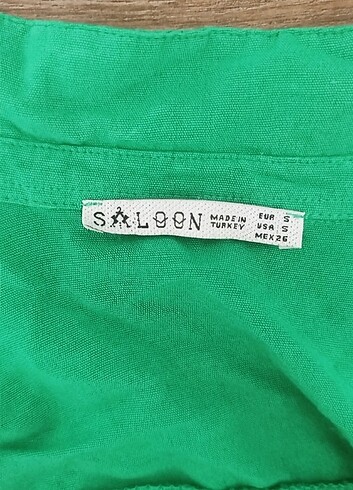 SALOON
MADE IN
TURKEY
EUR S
USA S
MEX 26